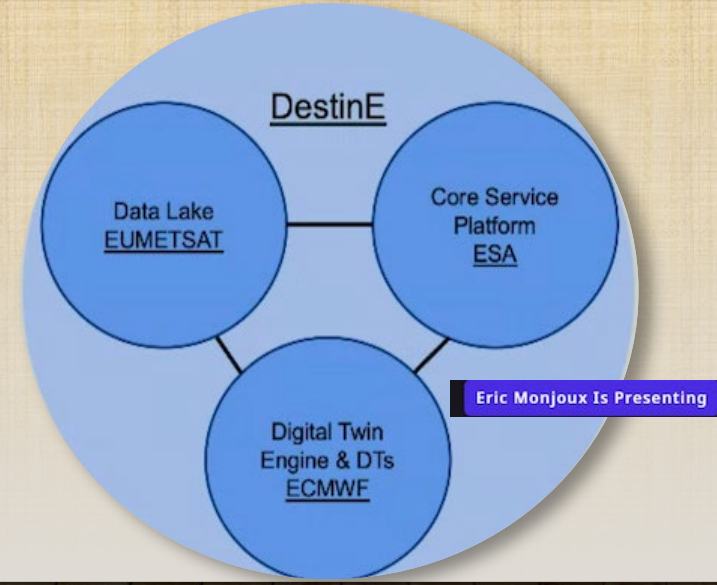 DestinE
Data Lake
EUMETSAT
Core Service
Platform
ESA
Eric Monjoux Is Presenting
Digital Twin
Engine & DTs
ECMWF